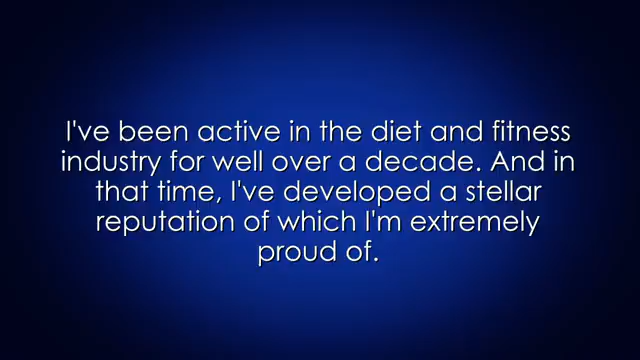 I've been active in the diet and fitness
industry for well over a decade. And in
that time, I've developed a stellar
reputation of which I'm extremely
proud of.